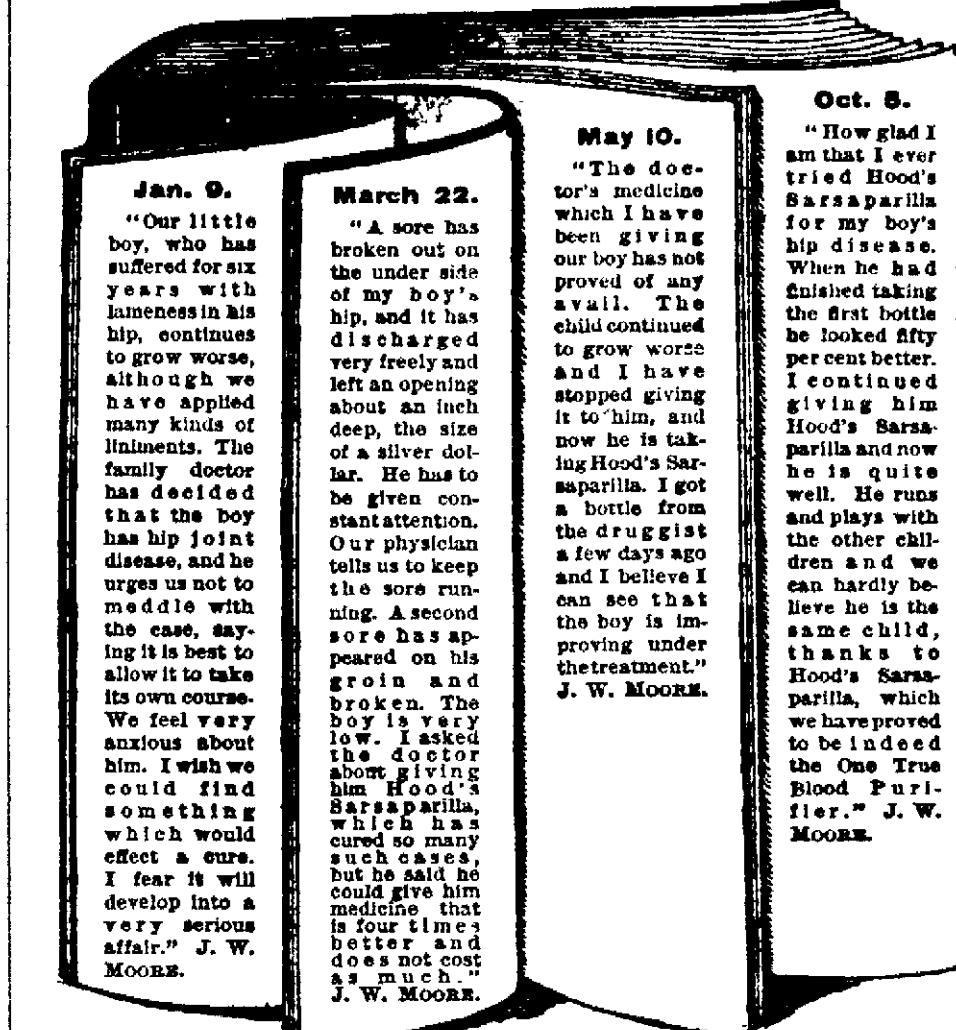 Jan. 9.
"Our little
boy, who has
suffered for six
years with
lameness in his
hip, continues
to grow worse,
although we
have applied
many kinds of
liniments. The
family doctor
has decided
that the boy
has hip joint
disease, and he
urges us not to
meddle with
the case, say-
ing it is best to
allow it to take
its own course.
We feel very
anxious about
him. I wish we
could find
something
which would
effect a cure.
I fear it will
develop into a
very serious
affair." J. W.
MOORE.
March 22.
"A sore has
broken out on
the under side
of my boy's
hip, and it has
discharged
very freely and
left an opening
about an inch
deep, the size
of a silver dol-
lar. He has to
be given con-
stant attention.
Our physician
tells us to keep
the sore run-
ning. A second
sore has ap-
peared on his
groin and
broken. The
boy is very
low. I asked
the doctor
about giving
him Hood's
Sarsaparilla,
which has
cured so many
such cases,
but he said he
could give him
medicine that
is four times
better and
does not cost
as much."
J. W. MOORE.
May 10.
"The doc-
tor's medicine
which I have
been giving
our boy has not
proved of any
avail. The
child continued
to grow worse
and I have
stopped giving
it to him, and
now he is tak-
ing Hood's Sar-
saparilla. I got
a bottle from
the druggist
a few days ago
and I believe I
can see that
the boy is im-
proving under
the treatment."
J. W. MOORE.
Oct. 8.
"How glad I
am that I ever
tried Hood's
Sarsaparilla
for my boy's
hip disease.
When he had
finished taking
the first bottle
he looked fifty
per cent better.
I continued
giving him
Hood's Sarsa-
parilla and now
he is quite
well. He runs
and plays with
the other chil-
dren and we
can hardly be-
lieve he is the
same child,
thanks to
Hood's Sarsa-
parilla, which
we have proved
to be indeed
the One True
Blood Puri-
fier." J. W.
MOORE.